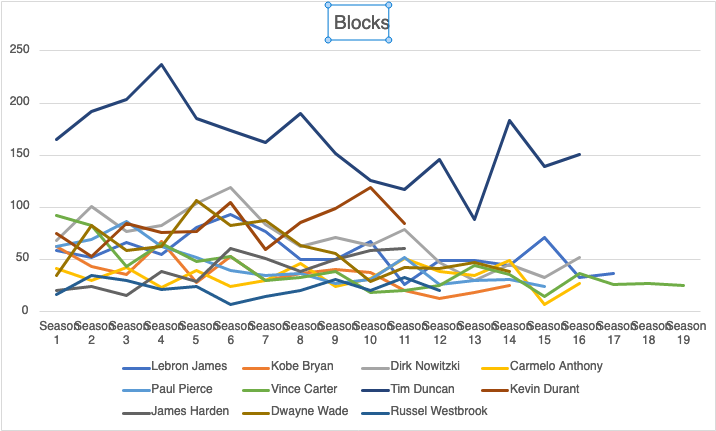 Blocks
250
200
150
100
50
0
Season 1 Season 2 Season 3 Season 4 Season 5 Season 6 Season 7 Season 8 Season 9 Season 10 Season 11 Season 12 Season 13 Season 14 Season 15 Season 16 Season 17 Season 18 Season 19
Lebron James Kobe Bryan Dirk Nowitzki Carmelo Anthony
Paul Pierce Vince Carter Tim Duncan Kevin Durant
James Harden Dwayne Wade Russel Westbrook